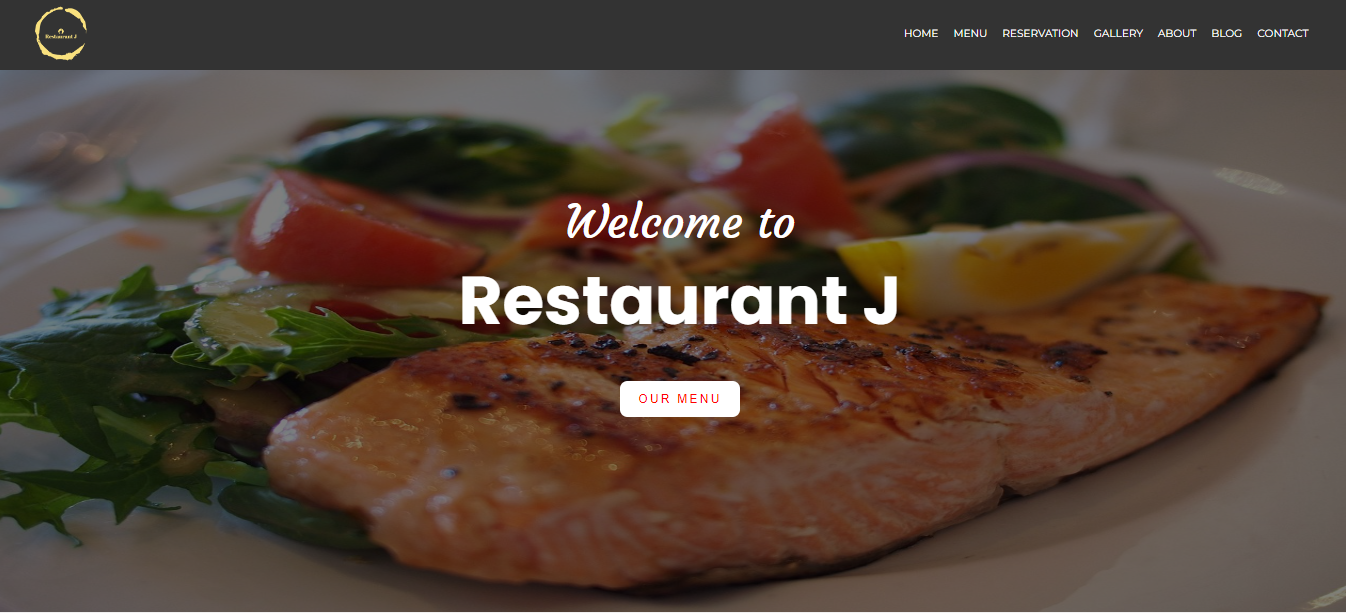 Restaurant J
HOME MENU RESERVATION GALLERY ABOUT BLOG CONTACT
Welcome to
Restaurant J
OUR MENU